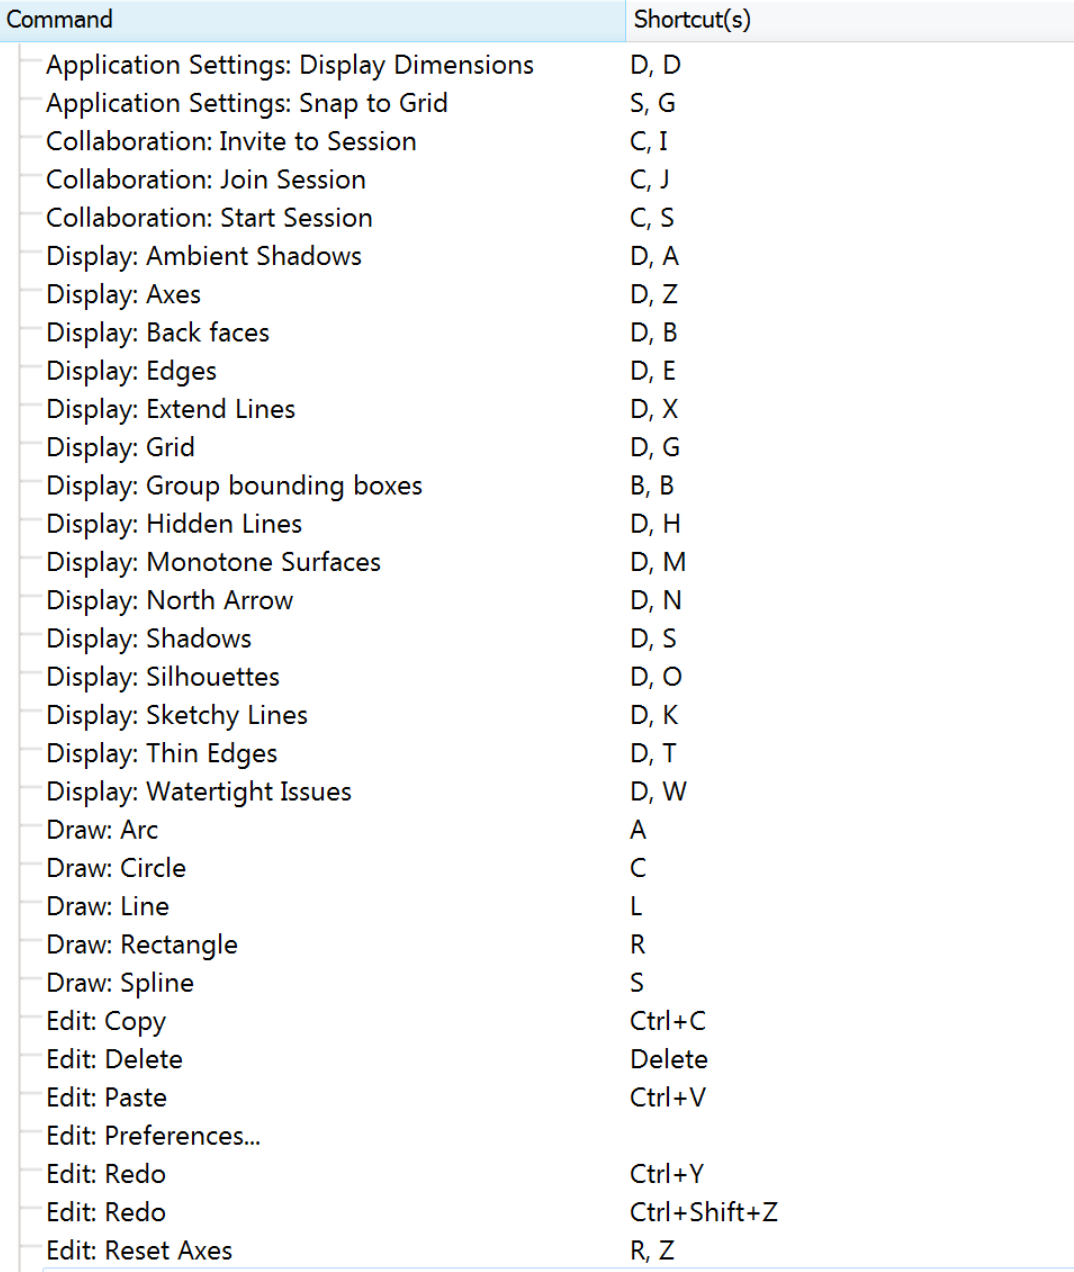 Command Shortcut(s)
Application Settings: Display Dimensions D, D
Application Settings: Snap to Grid S, G
Collaboration: Invite to Session C, I
Collaboration: Join Session C, J
Collaboration: Start Session C, S
Display: Ambient Shadows D, A
Display: Axes D, Z
Display: Back faces D, B
Display: Edges D, E
Display: Extend Lines D, X
Display: Grid D, G
Display: Group bounding boxes B, B
Display: Hidden Lines D, H
Display: Monotone Surfaces D, M
Display: North Arrow D, N
Display: Shadows D, S
Display: Silhouettes D, O
Display: Sketchy Lines D, K
Display: Thin Edges D, T
Display: Watertight Issues D, W
Draw: Arc A
Draw: Circle C
Draw: Line L
Draw: Rectangle R
Draw: Spline S
Edit: Copy Ctrl+C
Edit: Delete Delete
Edit: Paste Ctrl+V
Edit: Preferences...
Edit: Redo Ctrl+Y
Edit: Redo Ctrl+Shift+Z
Edit: Reset Axes R, Z